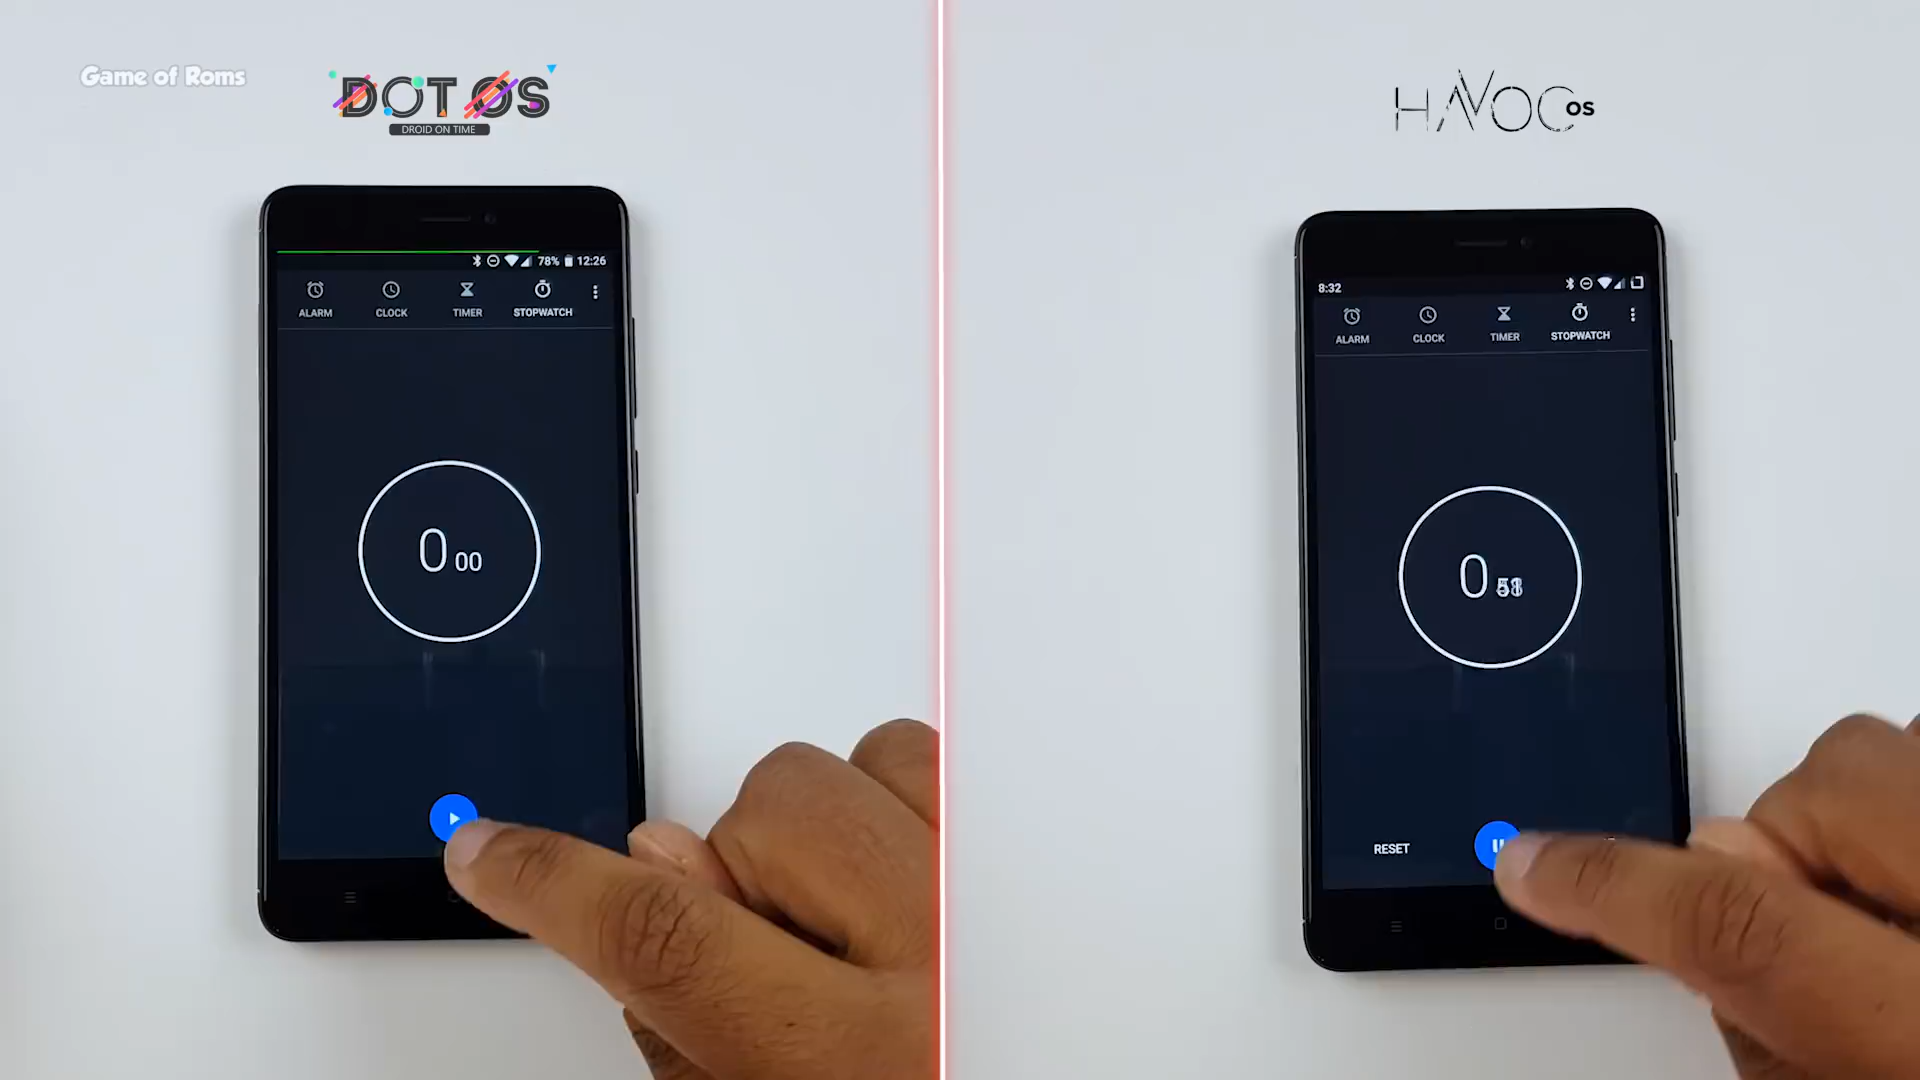 Game of Roms
DOT OS
DROID ON TIME
78% 12:26
ALARM CLOCK TIMER STOPWATCH
0 00
HAVOC OS
8:32
ALARM CLOCK TIMER STOPWATCH
0
RESET